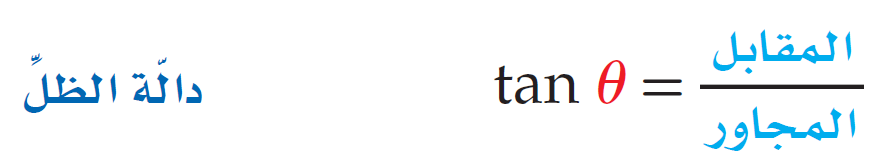 دالّة الظلِّ
tan θ = المقابل / المجاور